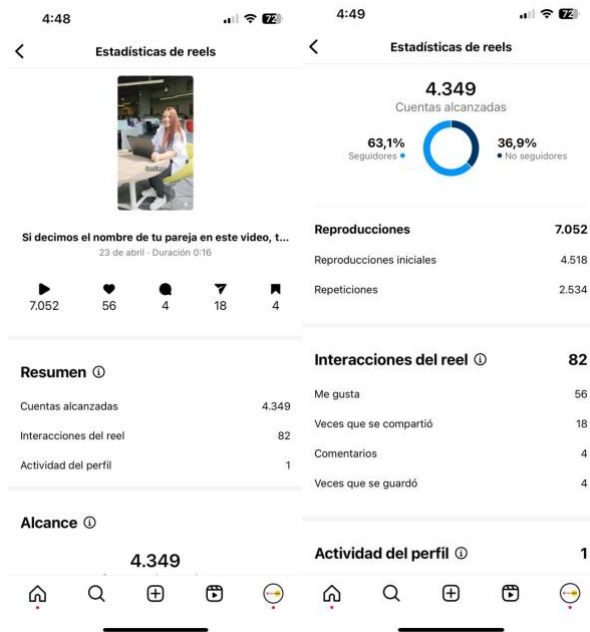 4:48
72
Estadísticas de reels
Si decimos el nombre de tu pareja en este video, t...
23 de abril · Duración 0:16
7.052
56
4
18
4
Resumen
Cuentas alcanzadas 4.349
Interacciones del reel 82
Actividad del perfil 1
Alcance
4.349
4:49
72
Estadísticas de reels
4.349
Cuentas alcanzadas
63,1% 36,9%
Seguidores • • No seguidores
Reproducciones 7.052
Reproducciones iniciales 4.518
Repeticiones 2.534
Interacciones del reel 82
Me gusta 56
Veces que se compartió 18
Comentarios 4
Veces que se guardó 4
Actividad del perfil 1